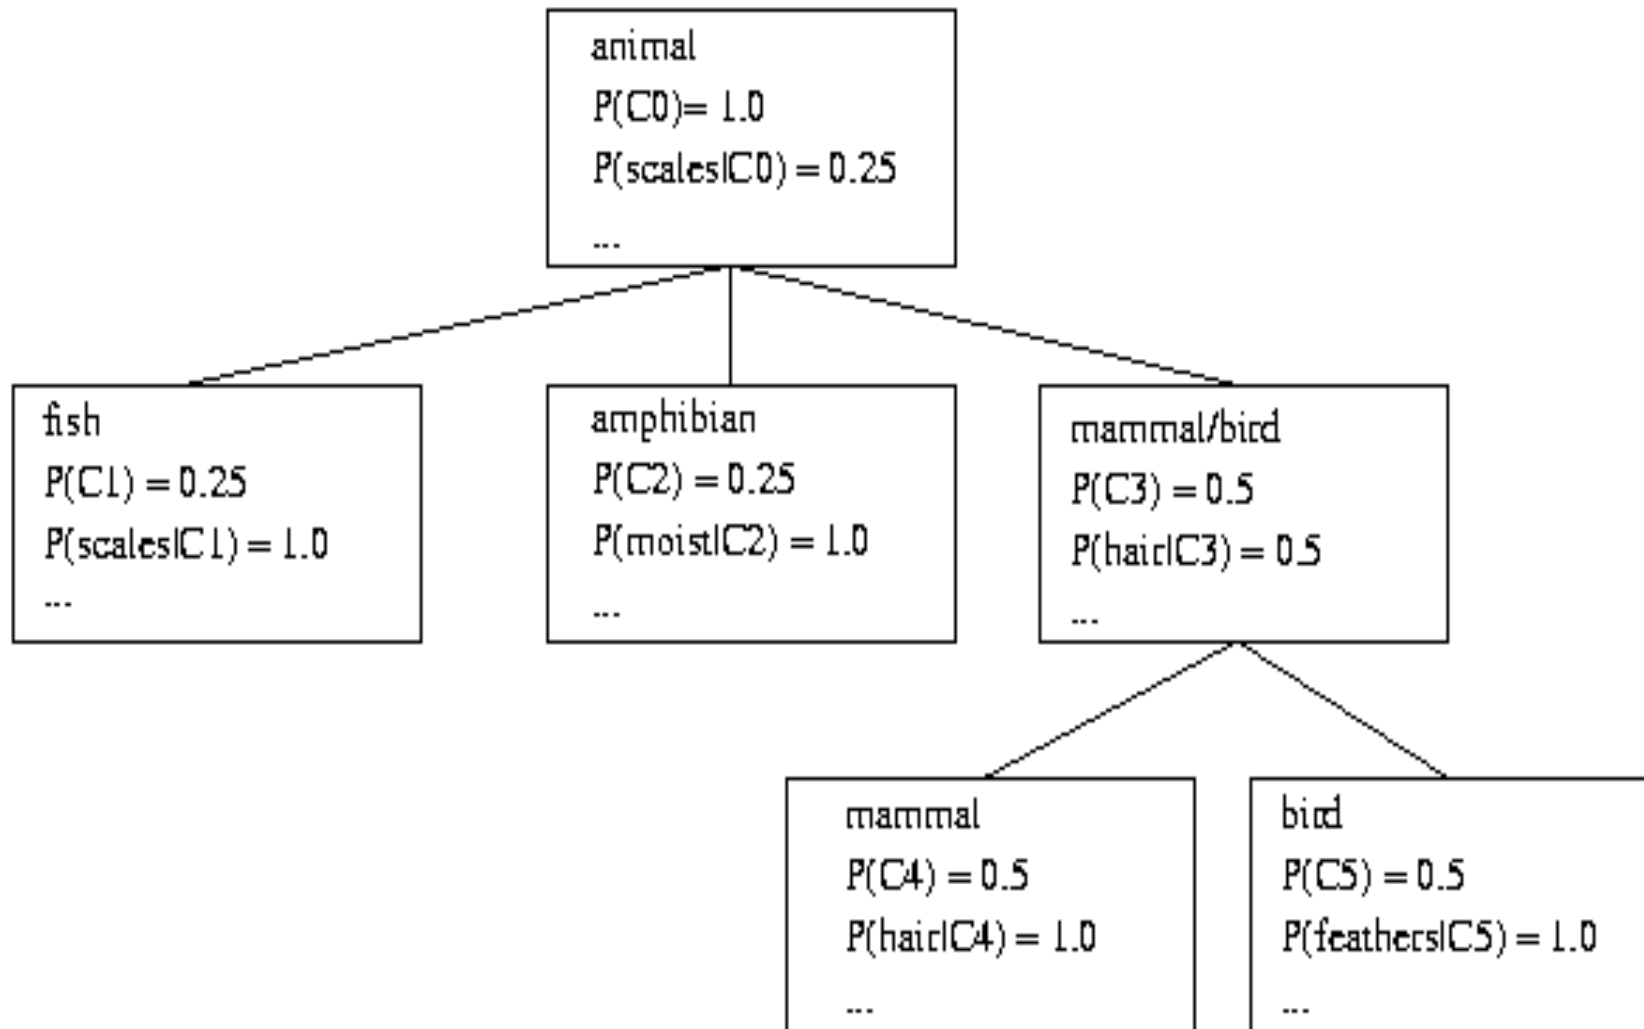 animal
P(C0)= 1.0
P(scales|C0) = 0.25
...
fish
P(C1) = 0.25
P(scales|C1) = 1.0
...
amphibian
P(C2) = 0.25
P(moist|C2) = 1.0
...
mammal/bird
P(C3) = 0.5
P(hair|C3) = 0.5
...
mammal
P(C4) = 0.5
P(hair|C4) = 1.0
...
bird
P(C5) = 0.5
P(feathers|C5) = 1.0
...